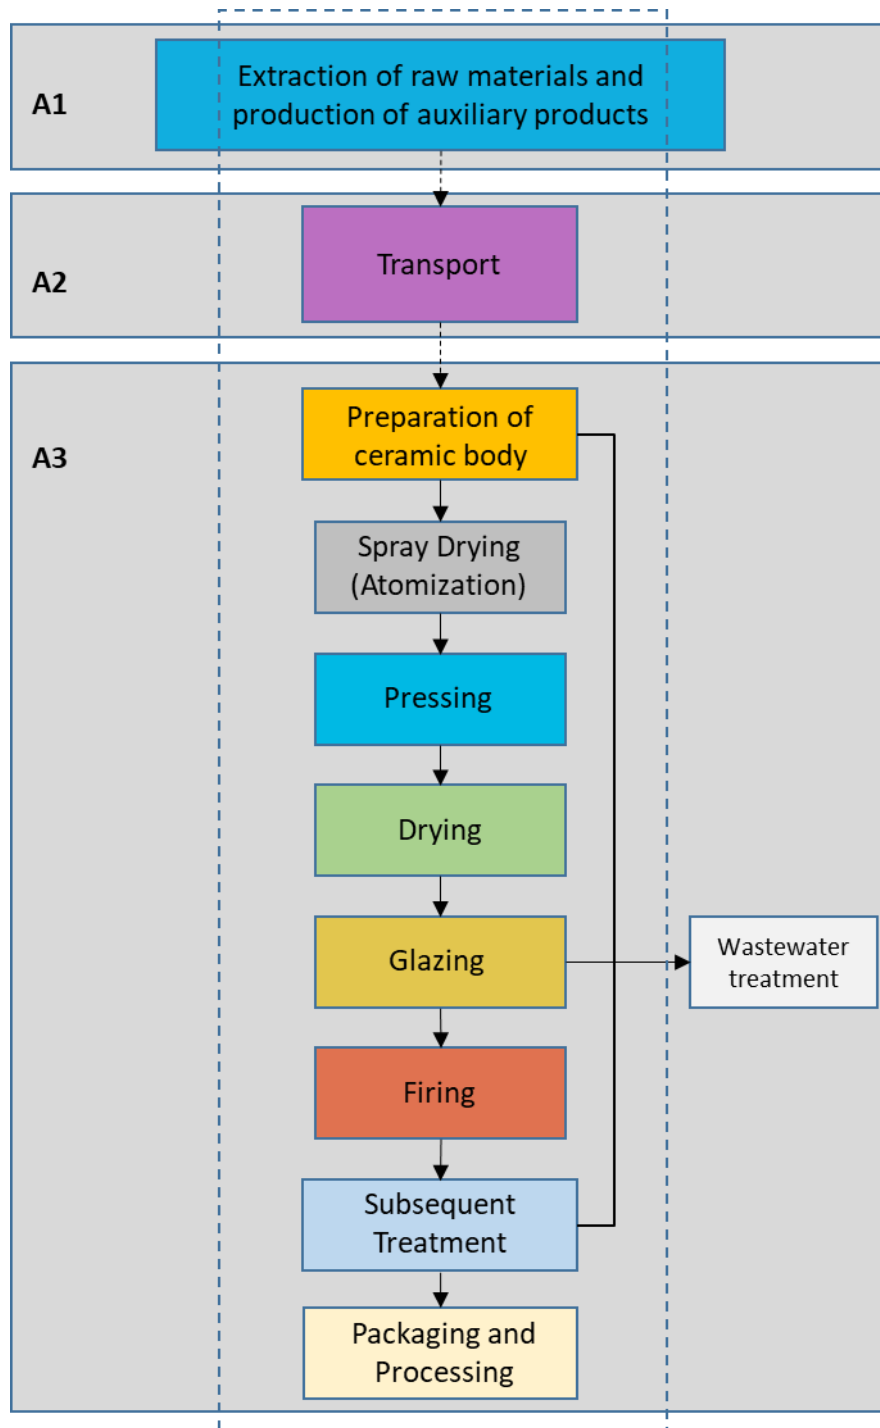 A1
Extraction of raw materials and
production of auxiliary products
A2
Transport
A3
Preparation of
ceramic body
Spray Drying
(Atomization)
Pressing
Drying
Glazing
Wastewater
treatment
Firing
Subsequent
Treatment
Packaging and
Processing